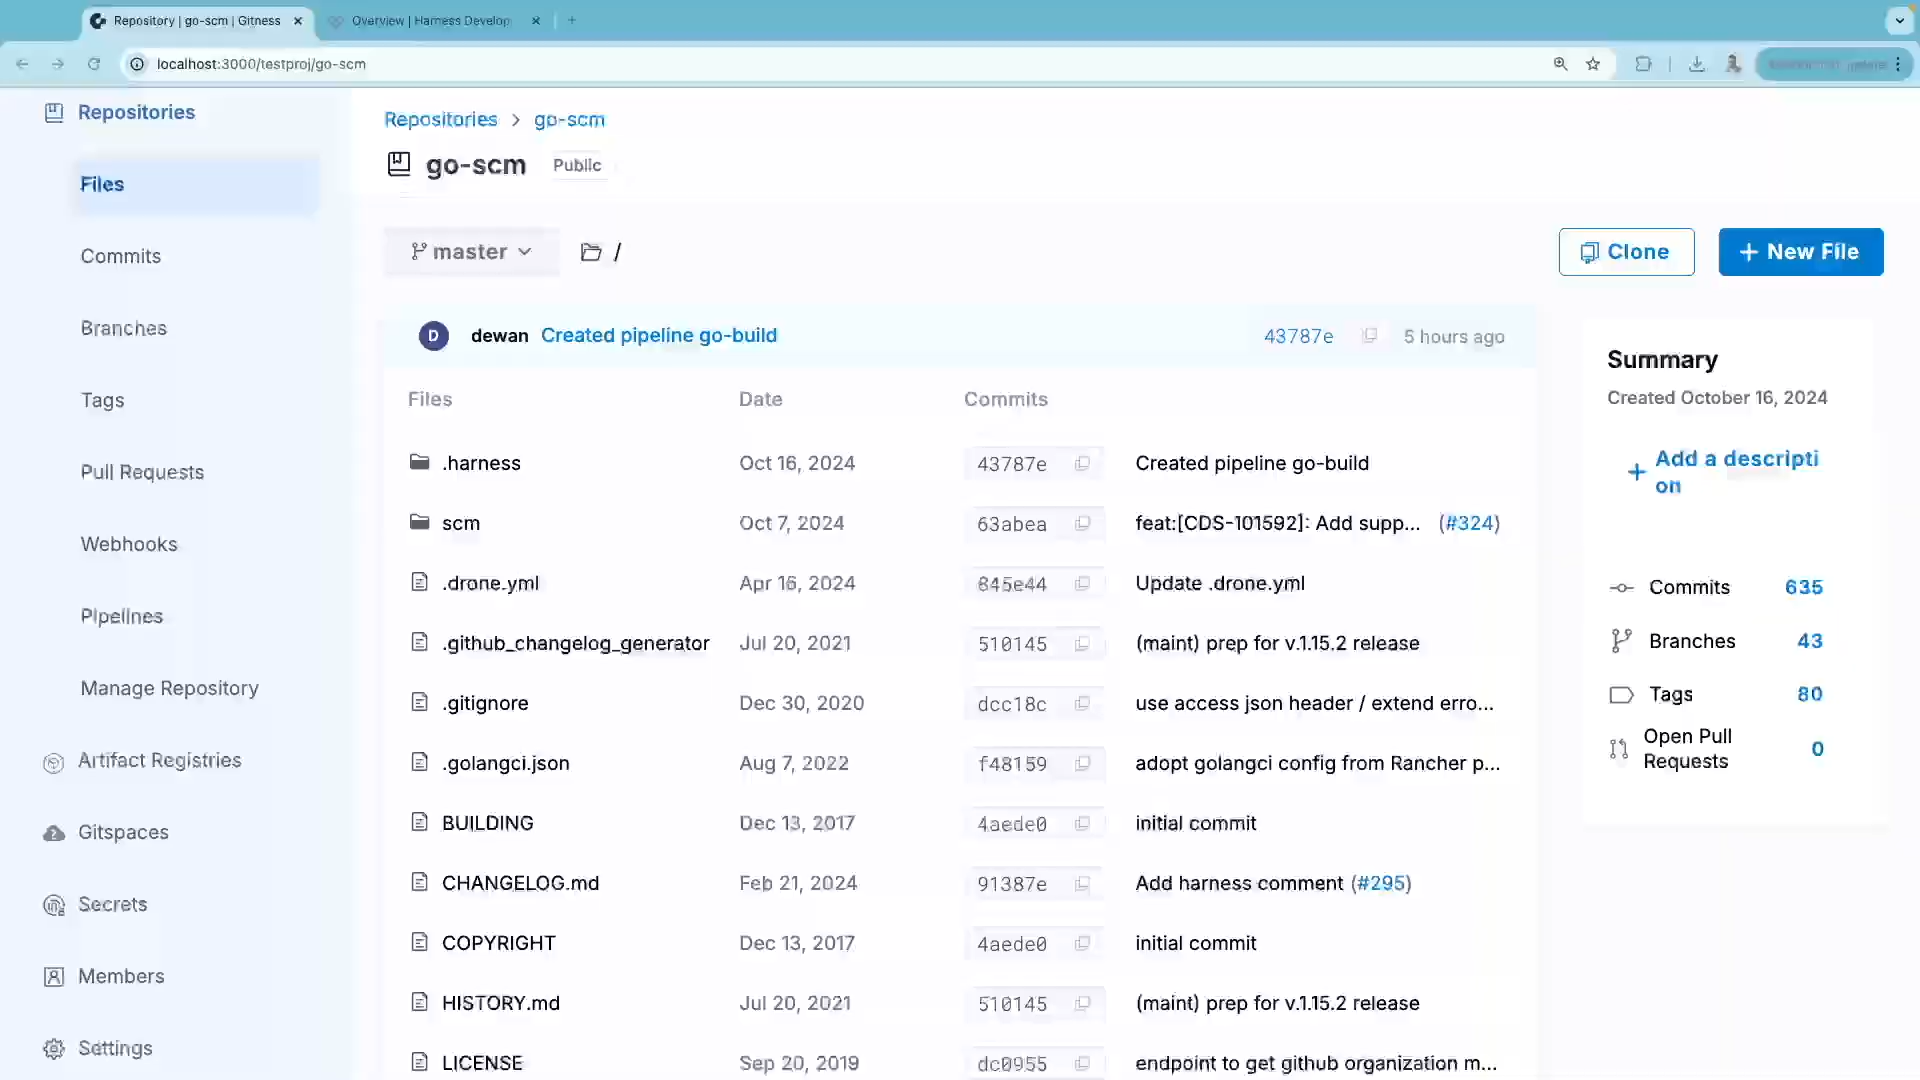 Repository | go-scm | Gitness
Overview | Harness Develop
localhost:3000/testproj/go-scm
Repositories
Files
Commits
Branches
Tags
Pull Requests
Webhooks
Pipelines
Manage Repository
Artifact Registries
Gitspaces
Secrets
Members
Settings
Repositories > go-scm
go-scm Public
master /
Clone
+ New File
D dewan Created pipeline go-build 43787e 5 hours ago
Files Date Commits
.harness Oct 16, 2024 43787e Created pipeline go-build
scm Oct 7, 2024 63abea feat:[CDS-101592]: Add supp... (#324)
.drone.yml Apr 16, 2024 845e44 Update .drone.yml
.github_changelog_generator Jul 20, 2021 510145 (maint) prep for v.1.15.2 release
.gitignore Dec 30, 2020 dcc18c use access json header / extend erro...
.golangci.json Aug 7, 2022 f48159 adopt golangci config from Rancher p...
BUILDING Dec 13, 2017 4aede0 initial commit
CHANGELOG.md Feb 21, 2024 91387e Add harness comment (#295)
COPYRIGHT Dec 13, 2017 4aede0 initial commit
HISTORY.md Jul 20, 2021 510145 (maint) prep for v.1.15.2 release
LICENSE Sep 20, 2019 dc0955 endpoint to get github organization m...
Summary
Created October 16, 2024
+ Add a descripti
on
Commits 635
Branches 43
Tags 80
Open Pull
Requests 0